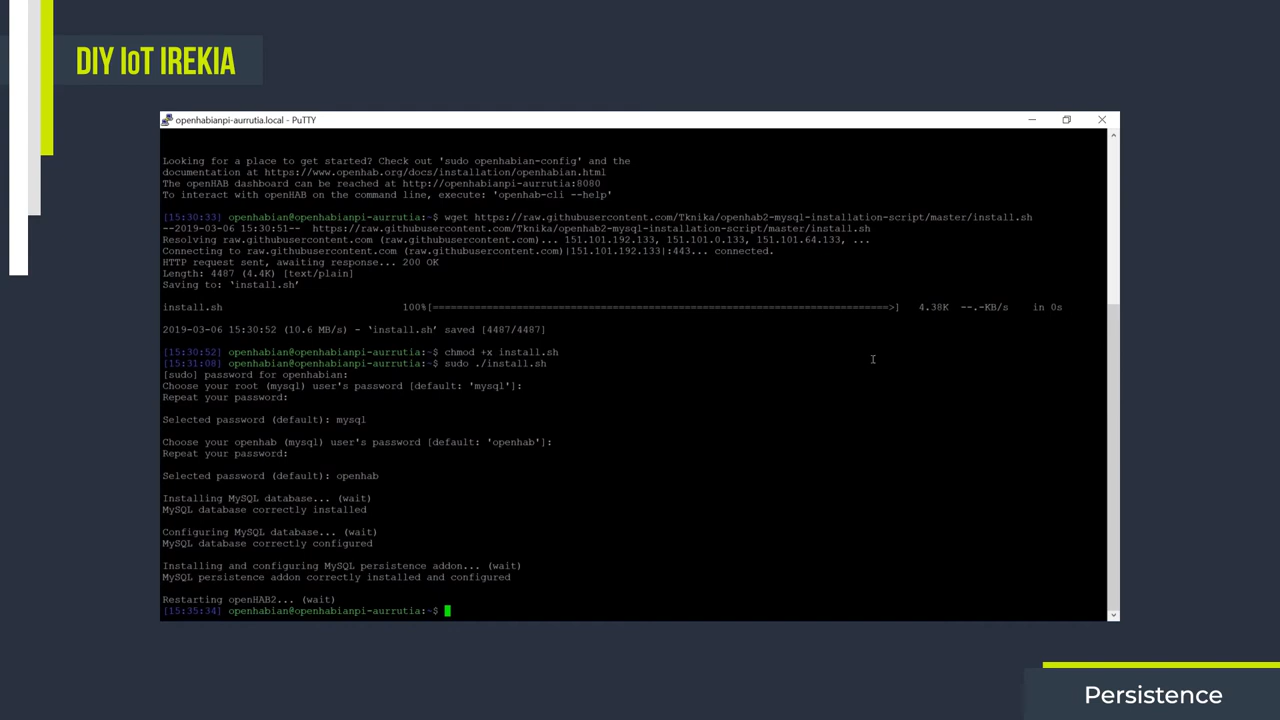 DIY IoT IREKIA
openhabianpi-aurrutia.local - PuTTY
Looking for a place to get started? Check out 'sudo openhabian-config' and the
documentation at https://www.openhab.org/docs/installation/openhabian.html
The openHAB dashboard can be reached at http://openhabianpi-aurrutia:8080
To interact with openHAB on the command line, execute: 'openhab-cli --help'
[15:30:33] openhabian@openhabianpi-aurrutia:~$ wget https://raw.githubusercontent.com/Tknika/openhab2-mysql-installation-script/master/install.sh
--2019-03-06 15:30:51-- https://raw.githubusercontent.com/Tknika/openhab2-mysql-installation-script/master/install.sh
Resolving raw.githubusercontent.com (raw.githubusercontent.com)... 151.101.192.133, 151.101.0.133, 151.101.64.133, ...
Connecting to raw.githubusercontent.com (raw.githubusercontent.com)|151.101.192.133|:443... connected.
HTTP request sent, awaiting response... 200 OK
Length: 4487 (4.4K) [text/plain]
Saving to: ‘install.sh’
install.sh 100%[===========================================================================>] 4.38K --.-KB/s in 0s
2019-03-06 15:30:52 (10.6 MB/s) - ‘install.sh’ saved [4487/4487]
[15:30:52] openhabian@openhabianpi-aurrutia:~$ chmod +x install.sh
[15:31:08] openhabian@openhabianpi-aurrutia:~$ sudo ./install.sh
[sudo] password for openhabian:
Choose your root (mysql) user's password [default: 'mysql']:
Repeat your password:
Selected password (default): mysql
Choose your openhab (mysql) user's password [default: 'openhab']:
Repeat your password:
Selected password (default): openhab
Installing MySQL database... (wait)
MySQL database correctly installed
Configuring MySQL database... (wait)
MySQL database correctly configured
Installing and configuring MySQL persistence addon... (wait)
MySQL persistence addon correctly installed and configured
Restarting openHAB2... (wait)
[15:35:34] openhabian@openhabianpi-aurrutia:~$
Persistence